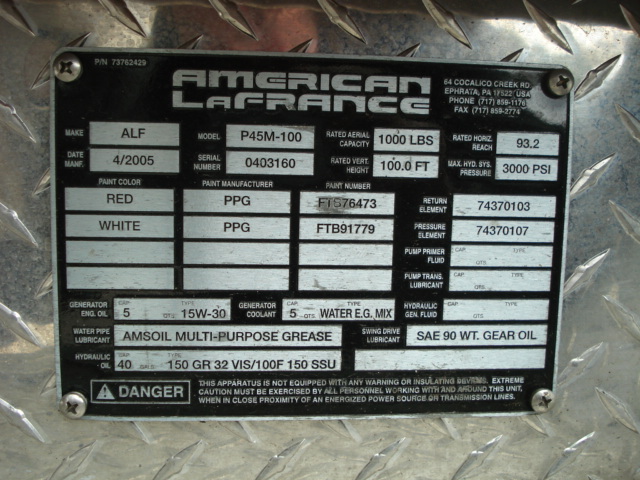 P/N 73762429
AMERICAN LaFRANCE
64 COCALICO CREEK RD
EPHRATA, PA 17522, USA
PHONE (717) 859-1176
FAX (717) 859-2774
MAKE ALF MODEL P45M-100 RATED AERIAL CAPACITY 1000 LBS RATED HORIZ. REACH 93.2
DATE MANF. 4/2005 SERIAL NUMBER 0403160 RATED VERT. HEIGHT 100.0 FT MAX. HYD. SYS. PRESSURE 3000 PSI
PAINT COLOR PAINT MANUFACTURER PAINT NUMBER
RED PPG FTS76473 RETURN ELEMENT 74370103
WHITE PPG FTB91779 PRESSURE ELEMENT 74370107
PUMP PRIMER FLUID CAP. QTS. TYPE
PUMP TRANS. LUBRICANT CAP. QTS. TYPE
GENERATOR ENG. OIL CAP. 5 QTS. TYPE 15W-30 GENERATOR COOLANT CAP. 5 QTS. TYPE WATER E.G. MIX HYDRAULIC GEN. FLUID CAP. QTS. TYPE
WATER PIPE LUBRICANT AMSOIL MULTI-PURPOSE GREASE SWING DRIVE LUBRICANT SAE 90 WT. GEAR OIL
HYDRAULIC OIL CAP. 40 GALS. TYPE 150 GR 32 VIS/100F 150 SSU
DANGER
THIS APPARATUS IS NOT EQUIPPED WITH ANY WARNING OR INSULATING SYSTEMS. EXTREME
CAUTION MUST BE EXERCISED BY ALL PERSONNEL WORKING WITH AND AROUND THIS UNIT,
WHEN IN CLOSE PROXIMITY OF AN ENERGIZED POWER SOURCE OR TRANSMISSION LINES.